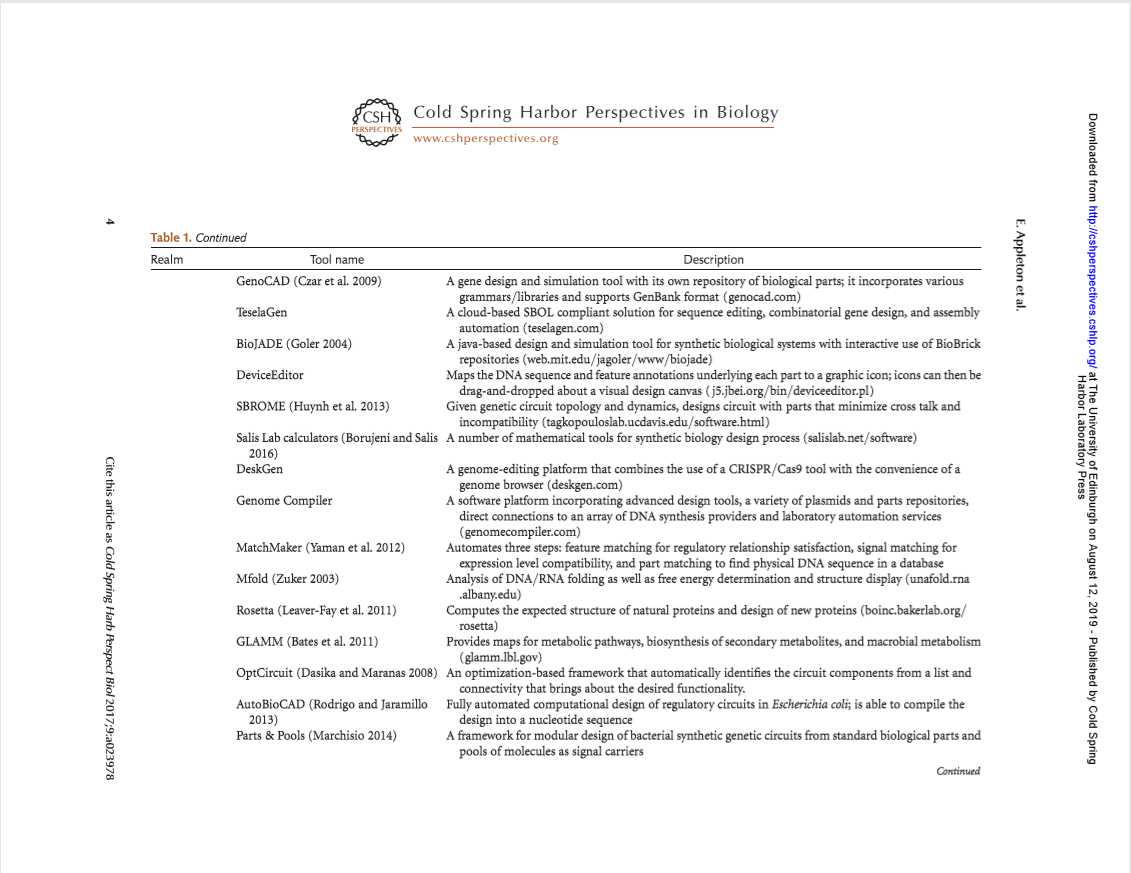 CSH
PERSPECTIVES
Cold Spring Harbor Perspectives in Biology
www.cshperspectives.org
4
Table 1. Continued
Realm Tool name Description
GenoCAD (Czar et al. 2009) A gene design and simulation tool with its own repository of biological parts; it incorporates various
grammars/libraries and supports GenBank format (genocad.com)
TeselaGen A cloud-based SBOL compliant solution for sequence editing, combinatorial gene design, and assembly
automation (teselagen.com)
BioJADE (Goler 2004) A java-based design and simulation tool for synthetic biological systems with interactive use of BioBrick
repositories (web.mit.edu/jagoler/www/biojade)
DeviceEditor Maps the DNA sequence and feature annotations underlying each part to a graphic icon; icons can then be
drag-and-dropped about a visual design canvas (j5.jbei.org/bin/deviceeditor.pl)
SBROME (Huynh et al. 2013) Given genetic circuit topology and dynamics, designs circuit with parts that minimize cross talk and
incompatibility (tagkopouloslab.ucdavis.edu/software.html)
Salis Lab calculators (Borujeni and Salis A number of mathematical tools for synthetic biology design process (salislab.net/software)
2016)
DeskGen A genome-editing platform that combines the use of a CRISPR/Cas9 tool with the convenience of a
genome browser (deskgen.com)
Genome Compiler A software platform incorporating advanced design tools, a variety of plasmids and parts repositories,
direct connections to an array of DNA synthesis providers and laboratory automation services
(genomecompiler.com)
MatchMaker (Yaman et al. 2012) Automates three steps: feature matching for regulatory relationship satisfaction, signal matching for
expression level compatibility, and part matching to find physical DNA sequence in a database
Mfold (Zuker 2003) Analysis of DNA/RNA folding as well as free energy determination and structure display (unafold.rna
.albany.edu)
Rosetta (Leaver-Fay et al. 2011) Computes the expected structure of natural proteins and design of new proteins (boinc.bakerlab.org/
rosetta)
GLAMM (Bates et al. 2011) Provides maps for metabolic pathways, biosynthesis of secondary metabolites, and macrobial metabolism
(glamm.lbl.gov)
OptCircuit (Dasika and Maranas 2008) An optimization-based framework that automatically identifies the circuit components from a list and
connectivity that brings about the desired functionality.
AutoBioCAD (Rodrigo and Jaramillo Fully automated computational design of regulatory circuits in Escherichia coli; is able to compile the
2013) design into a nucleotide sequence
Parts & Pools (Marchisio 2014) A framework for modular design of bacterial synthetic genetic circuits from standard biological parts and
pools of molecules as signal carriers
Continued
Cite this article as Cold Spring Harb Perspect Biol 2017;9:a023978
E. Appleton et al.
Downloaded from http://cshperspectives.cshlp.org/ at The University of Edinburgh on August 12, 2019 - Published by Cold Spring
Harbor Laboratory Press